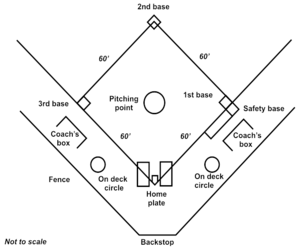 2nd base
60'
60'
Pitching
point
1st base
3rd base
Safety base
60'
60'
Coach's
box
Coach's
box
On deck
circle
On deck
circle
Fence
Home
plate
Not to scale
Backstop